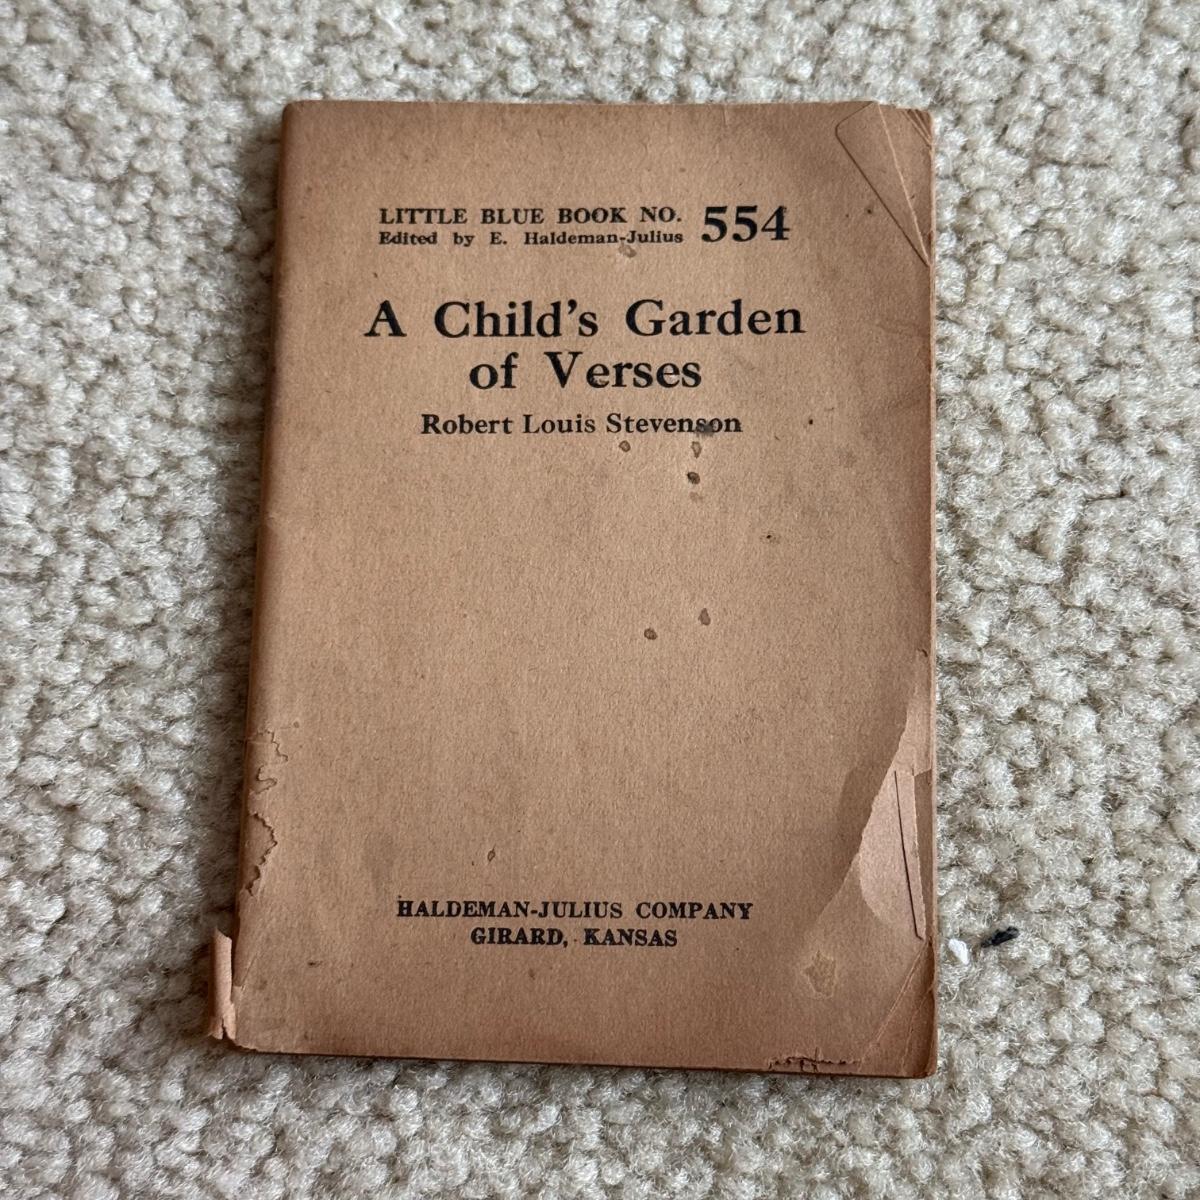 LITTLE BLUE BOOK NO. 554
Edited by E. Haldeman-Julius
A Child's Garden
of Verses
Robert Louis Stevenson
HALDEMAN-JULIUS COMPANY
GIRARD, KANSAS